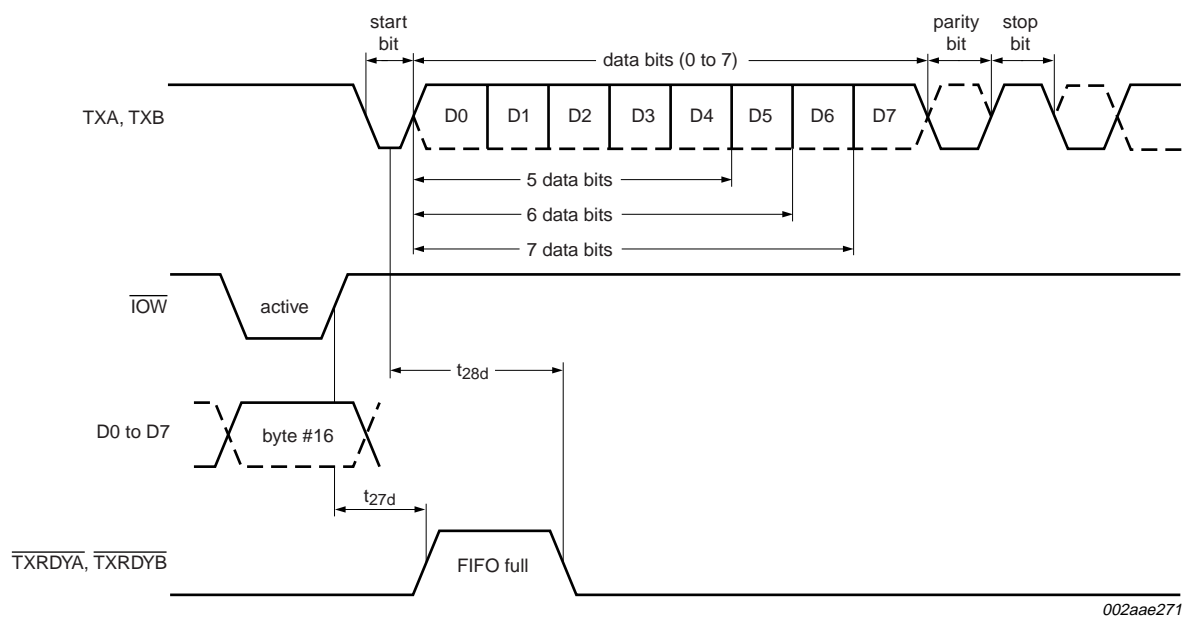 start
bit
data bits (0 to 7)
parity
bit
stop
bit
TXA, TXB
D0 D1 D2 D3 D4 D5 D6 D7
5 data bits
6 data bits
7 data bits
IOW
active
t28d
D0 to D7
byte #16
t27d
TXRDYA, TXRDYB
FIFO full
002aae271